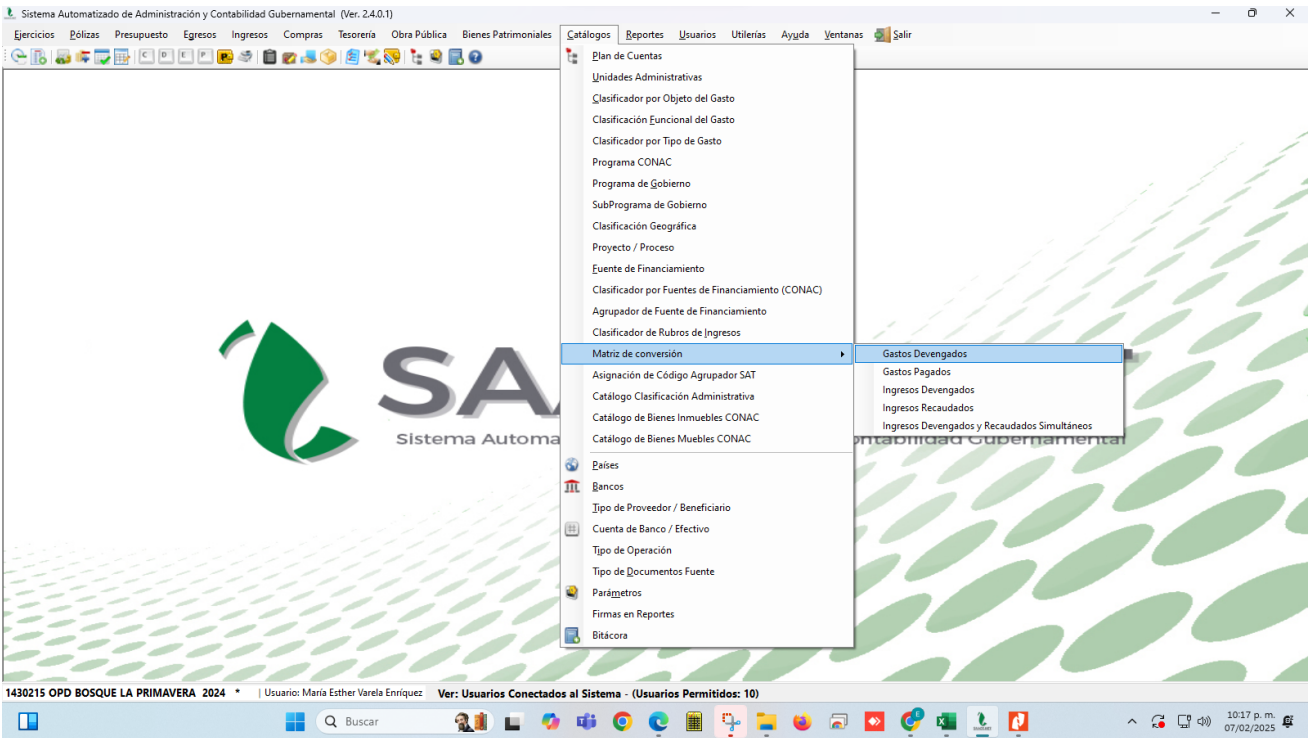 Sistema Automatizado de Administración y Contabilidad Gubernamental (Ver. 2.4.0.1)
Ejercicios Pólizas Presupuesto Egresos Ingresos Compras Tesorería Obra Pública Bienes Patrimoniales Catálogos Reportes Usuarios Utilerías Ayuda Ventanas Salir
C D E P P
Plan de Cuentas
Unidades Administrativas
Clasificador por Objeto del Gasto
Clasificación Funcional del Gasto
Clasificador por Tipo de Gasto
Programa CONAC
Programa de Gobierno
SubPrograma de Gobierno
Clasificación Geográfica
Proyecto / Proceso
Fuente de Financiamiento
Clasificador por Fuentes de Financiamiento (CONAC)
Agrupador de Fuente de Financiamiento
Clasificador de Rubros de Ingresos
Matriz de conversión
Asignación de Código Agrupador SAT
Catálogo Clasificación Administrativa
Catálogo de Bienes Inmuebles CONAC
Catálogo de Bienes Muebles CONAC
Países
Bancos
Tipo de Proveedor / Beneficiario
Cuenta de Banco / Efectivo
Tipo de Operación
Tipo de Documentos Fuente
Parámetros
Firmas en Reportes
Bitácora
Gastos Devengados
Gastos Pagados
Ingresos Devengados
Ingresos Recaudados
Ingresos Devengados y Recaudados Simultáneos
SAA
Sistema Automa
ntabilidad Gubernamental
1430215 OPD BOSQUE LA PRIMAVERA 2024 * | Usuario: María Esther Varela Enríquez Ver: Usuarios Conectados al Sistema - (Usuarios Permitidos: 10)
Buscar
10:17 p. m.
07/02/2025